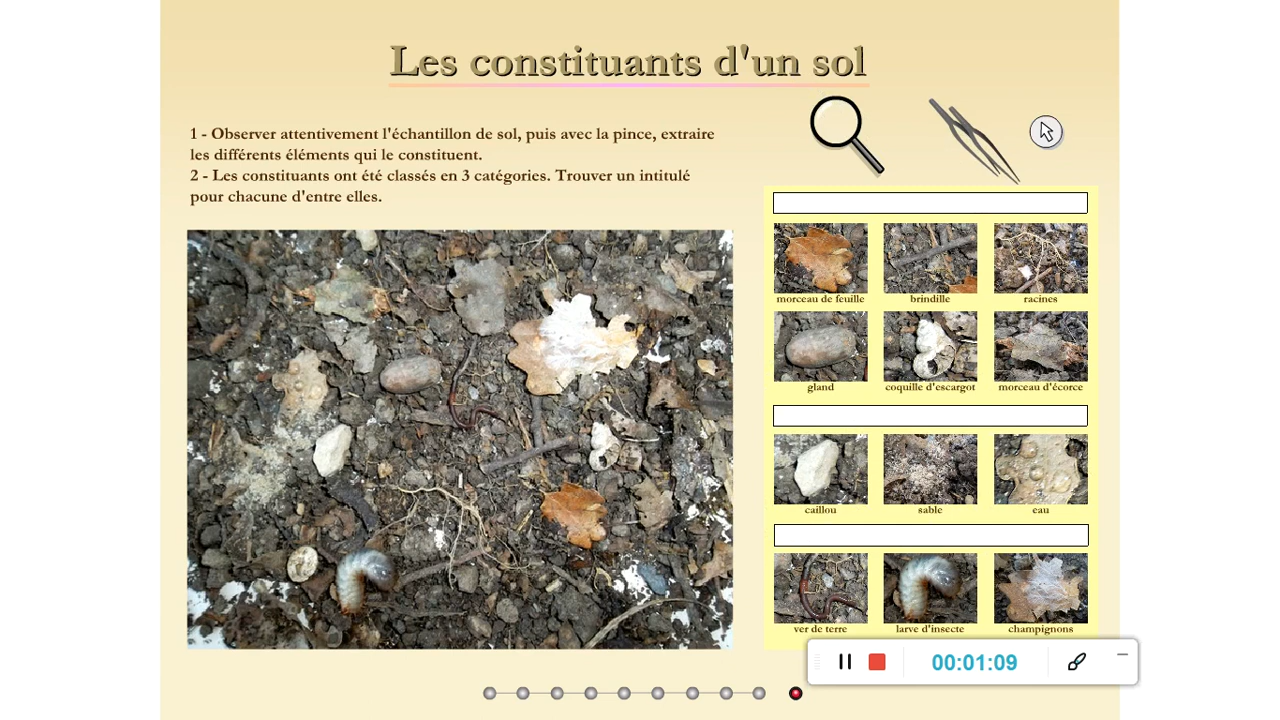 Les constituants d'un sol
1 - Observer attentivement l'échantillon de sol, puis avec la pince, extraire
les différents éléments qui le constituent.
2 - Les constituants ont été classés en 3 catégories. Trouver un intitulé
pour chacune d'entre elles.
morceau de feuille brindille racines
gland coquille d'escargot morceau d'écorce
caillou sable eau
ver de terre larve d'insecte champignons
00:01:09